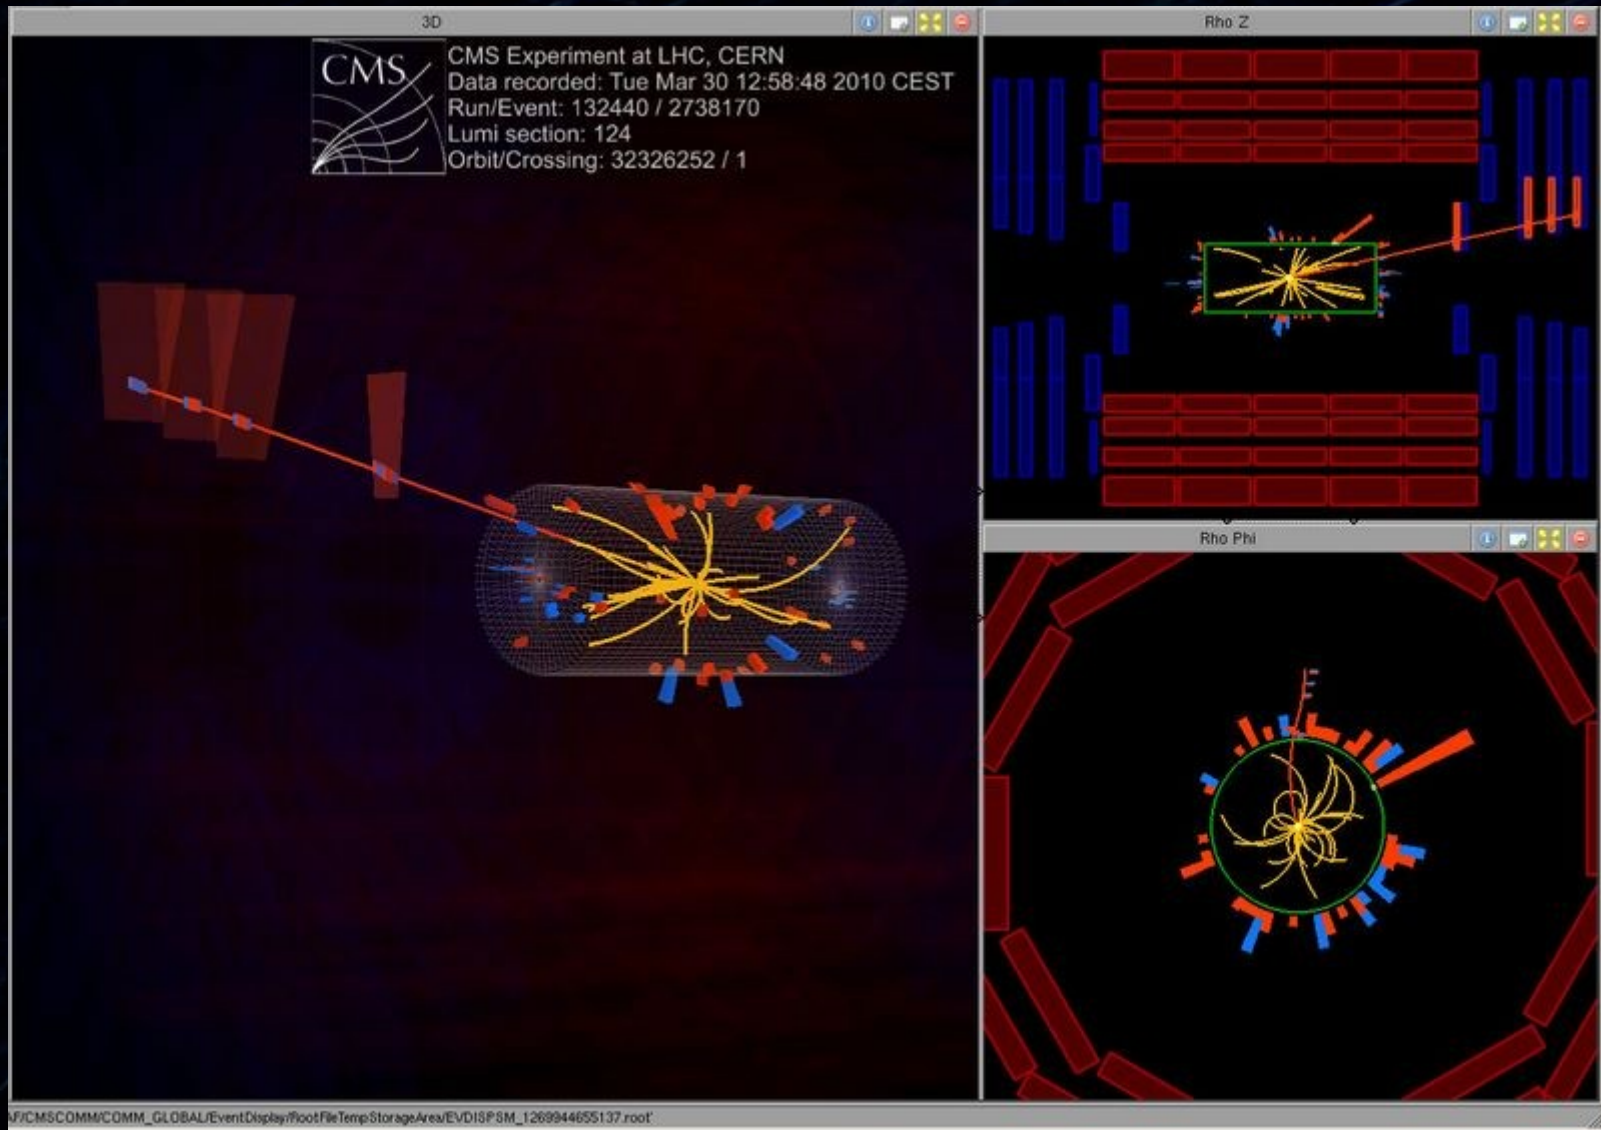 3D
CMS
CMS Experiment at LHC, CERN
Data recorded: Tue Mar 30 12:58:48 2010 CEST
Run/Event: 132440 / 2738170
Lumi section: 124
Orbit/Crossing: 32326252 / 1
Rho Z
Rho Phi
AF/CMSCOMM/COMM_GLOBAL/EventDisplay/RootFileTempStorageArea/EVDISPSM_1269944655137.root'